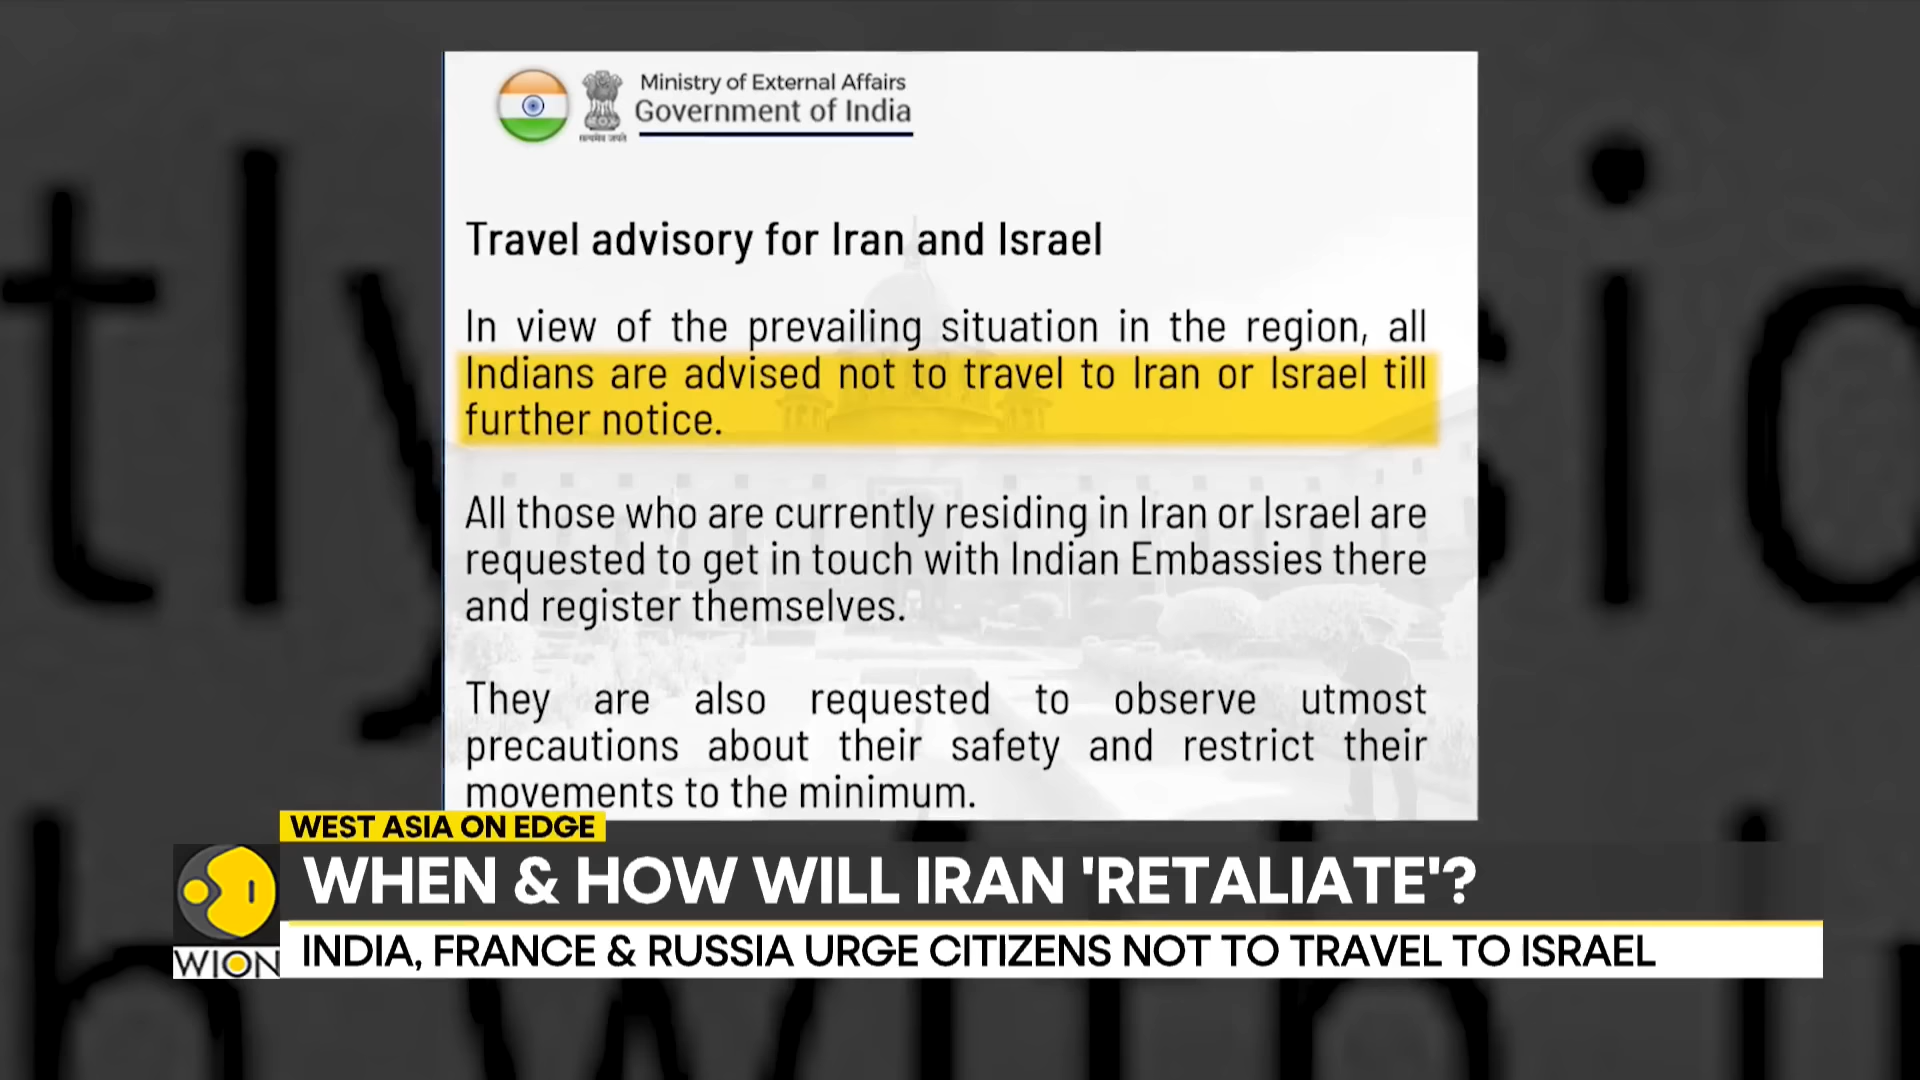 Ministry of External Affairs
Government of India
सत्यमेव जयते
Travel advisory for Iran and Israel
In view of the prevailing situation in the region, all
Indians are advised not to travel to Iran or Israel till
further notice.
All those who are currently residing in Iran or Israel are
requested to get in touch with Indian Embassies there
and register themselves.
They are also requested to observe utmost
precautions about their safety and restrict their
movements to the minimum.
WEST ASIA ON EDGE
WHEN & HOW WILL IRAN 'RETALIATE'?
INDIA, FRANCE & RUSSIA URGE CITIZENS NOT TO TRAVEL TO ISRAEL
WION